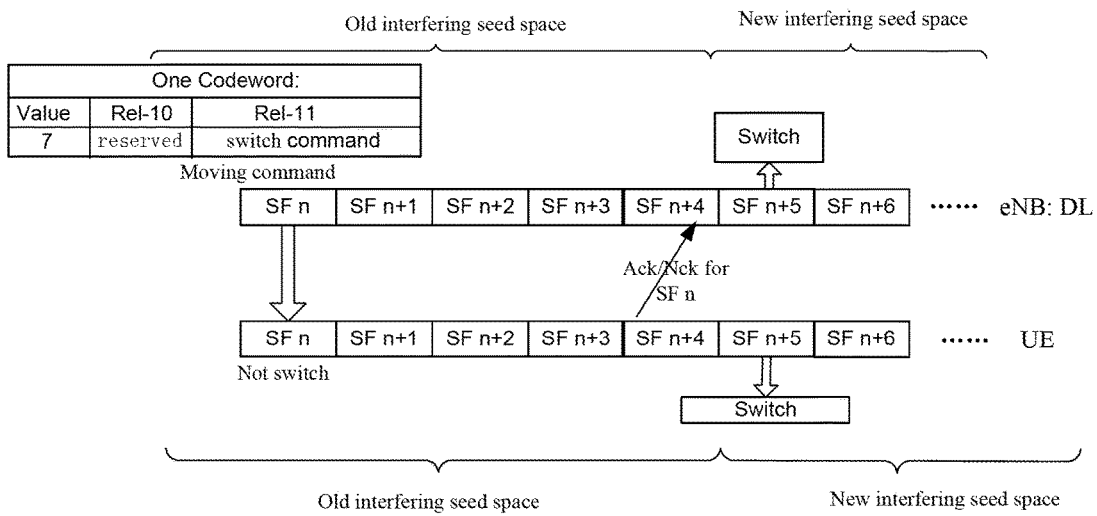 Old interfering seed space
New interfering seed space
One Codeword:
Value Rel-10 Rel-11
7 reserved switch command
Switch
Moving command
SF n SF n+1 SF n+2 SF n+3 SF n+4 SF n+5 SF n+6 ······ eNB: DL
Ack/Nck for
SF n
SF n SF n+1 SF n+2 SF n+3 SF n+4 SF n+5 SF n+6 ······ UE
Not switch
Switch
Old interfering seed space
New interfering seed space